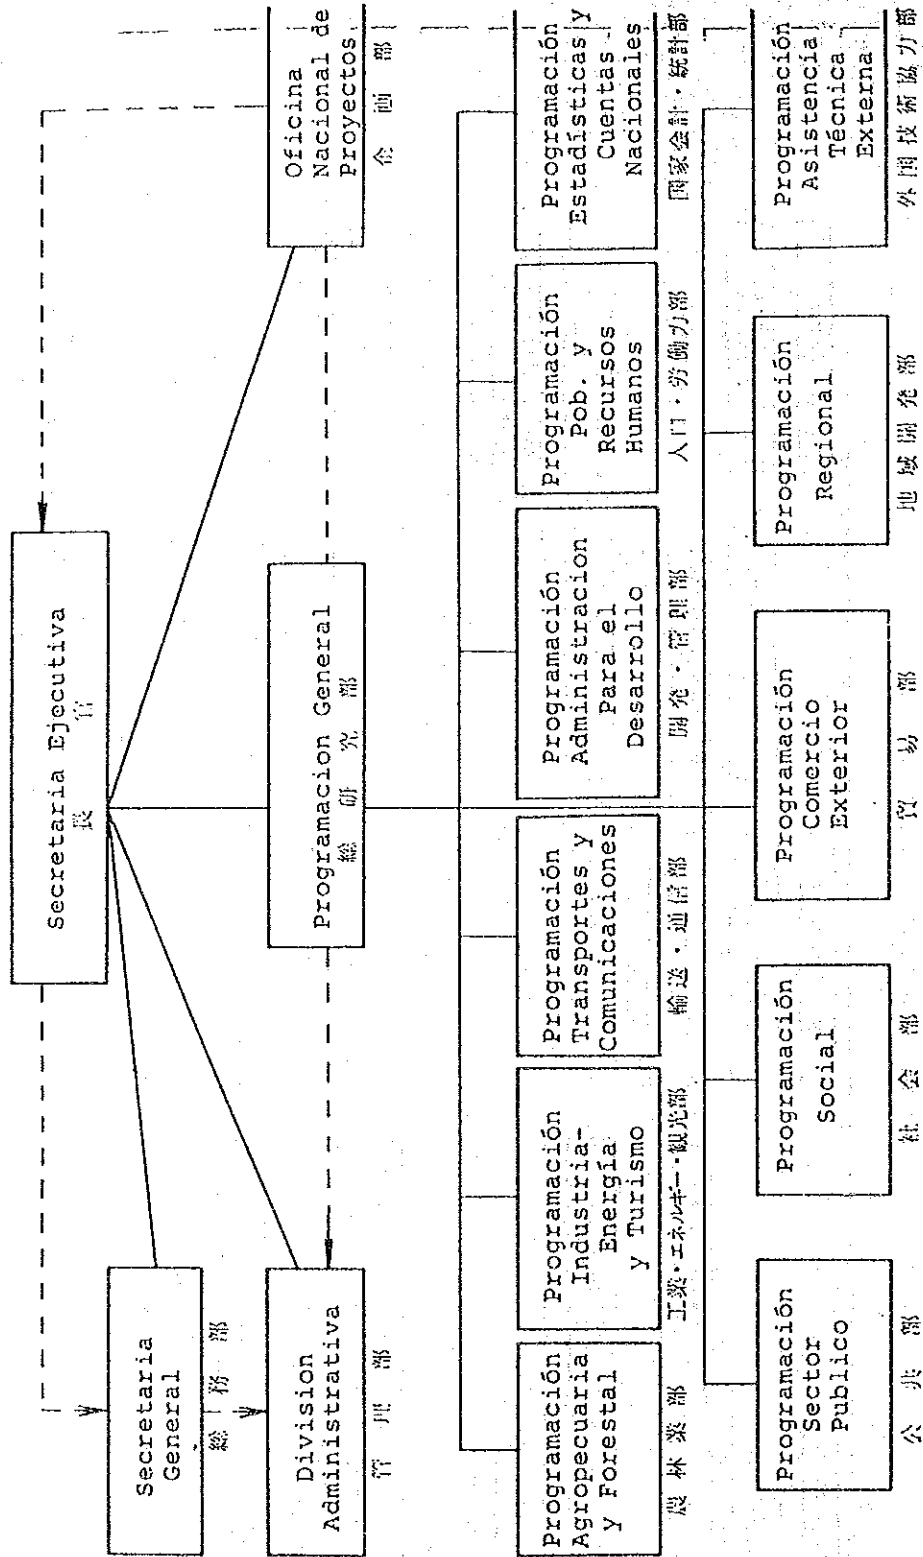 Secretaria Ejecutiva
長官
Secretaria
General
総務部
Division
Administrativa
管理部
Programacion General
総研究部
Oficina
Nacional de
Proyectos
企画部
Programación
Agropecuaria
y Forestal
農林業部
Programación
Industria-
Energía
y Turismo
工業・エネルギー・観光部
Programación
Transportes y
Comunicaciones
輸送・通信部
Programación
Administracion
Para el
Desarrollo
開発・管理部
Programación
Pob. y
Recursos
Humanos
人口・労働力部
Programación
Estadísticas y
Cuentas
Nacionales
国家会計・統計部
Programación
Sector
Publico
公共部
Programación
Social
社会部
Programación
Comercio
Exterior
貿易部
Programación
Regional
地域開発部
Programación
Asistencía
Técnica
Externa
外国技術協力部